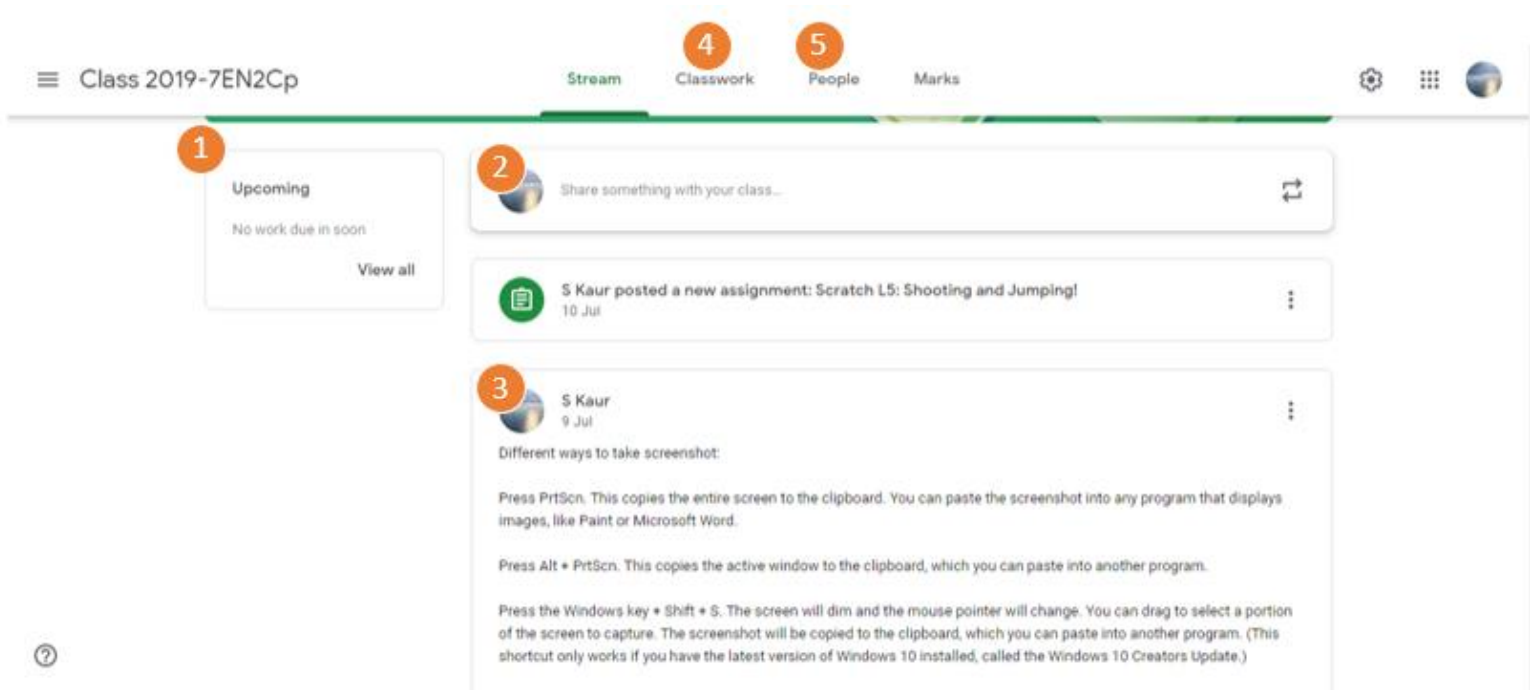 4 5
Class 2019-7EN2Cp Stream Classwork People Marks
1
Upcoming
No work due in soon
View all
2
Share something with your class...
S Kaur posted a new assignment: Scratch L5: Shooting and Jumping!
10 Jul
3
S Kaur
9 Jul
Different ways to take screenshot:
Press PrtScn. This copies the entire screen to the clipboard. You can paste the screenshot into any program that displays
images, like Paint or Microsoft Word.
Press Alt + PrtScn. This copies the active window to the clipboard, which you can paste into another program.
Press the Windows key + Shift + S. The screen will dim and the mouse pointer will change. You can drag to select a portion
of the screen to capture. The screenshot will be copied to the clipboard, which you can paste into another program. (This
shortcut only works if you have the latest version of Windows 10 installed, called the Windows 10 Creators Update.)